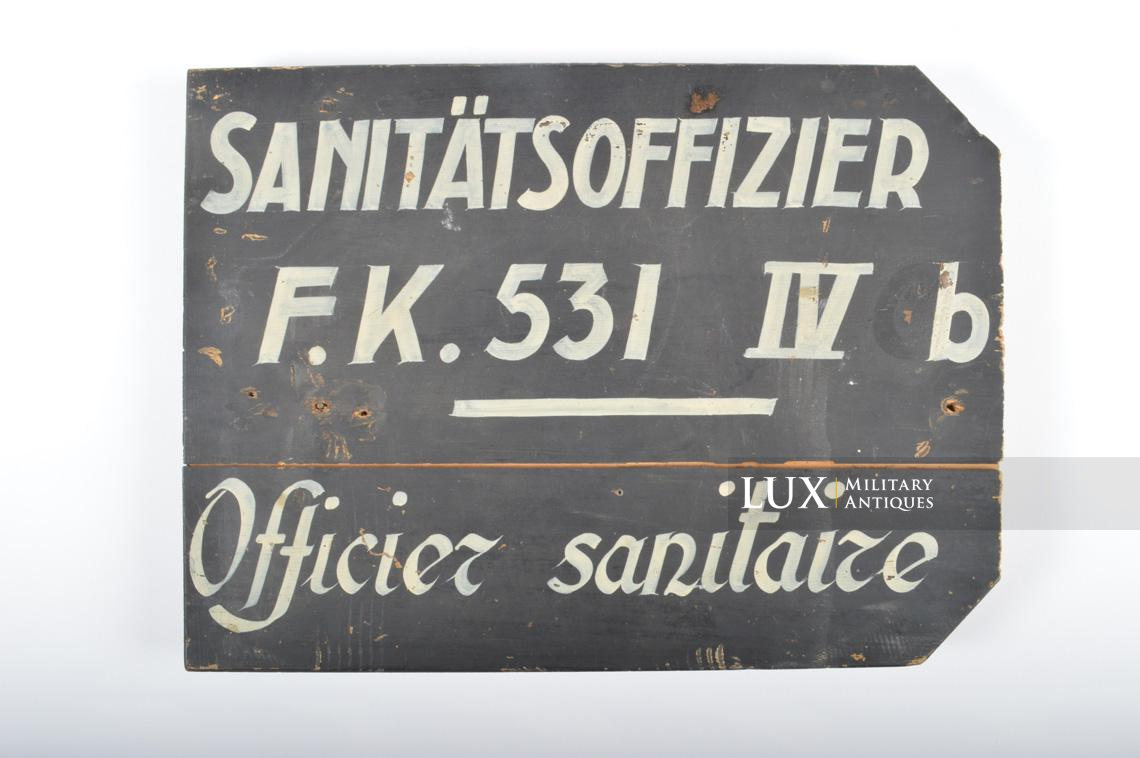 SANITÄTSOFFIZIER
F.K. 531 IV b
Officier sanitaire
LUX MILITARY
ANTIQUES